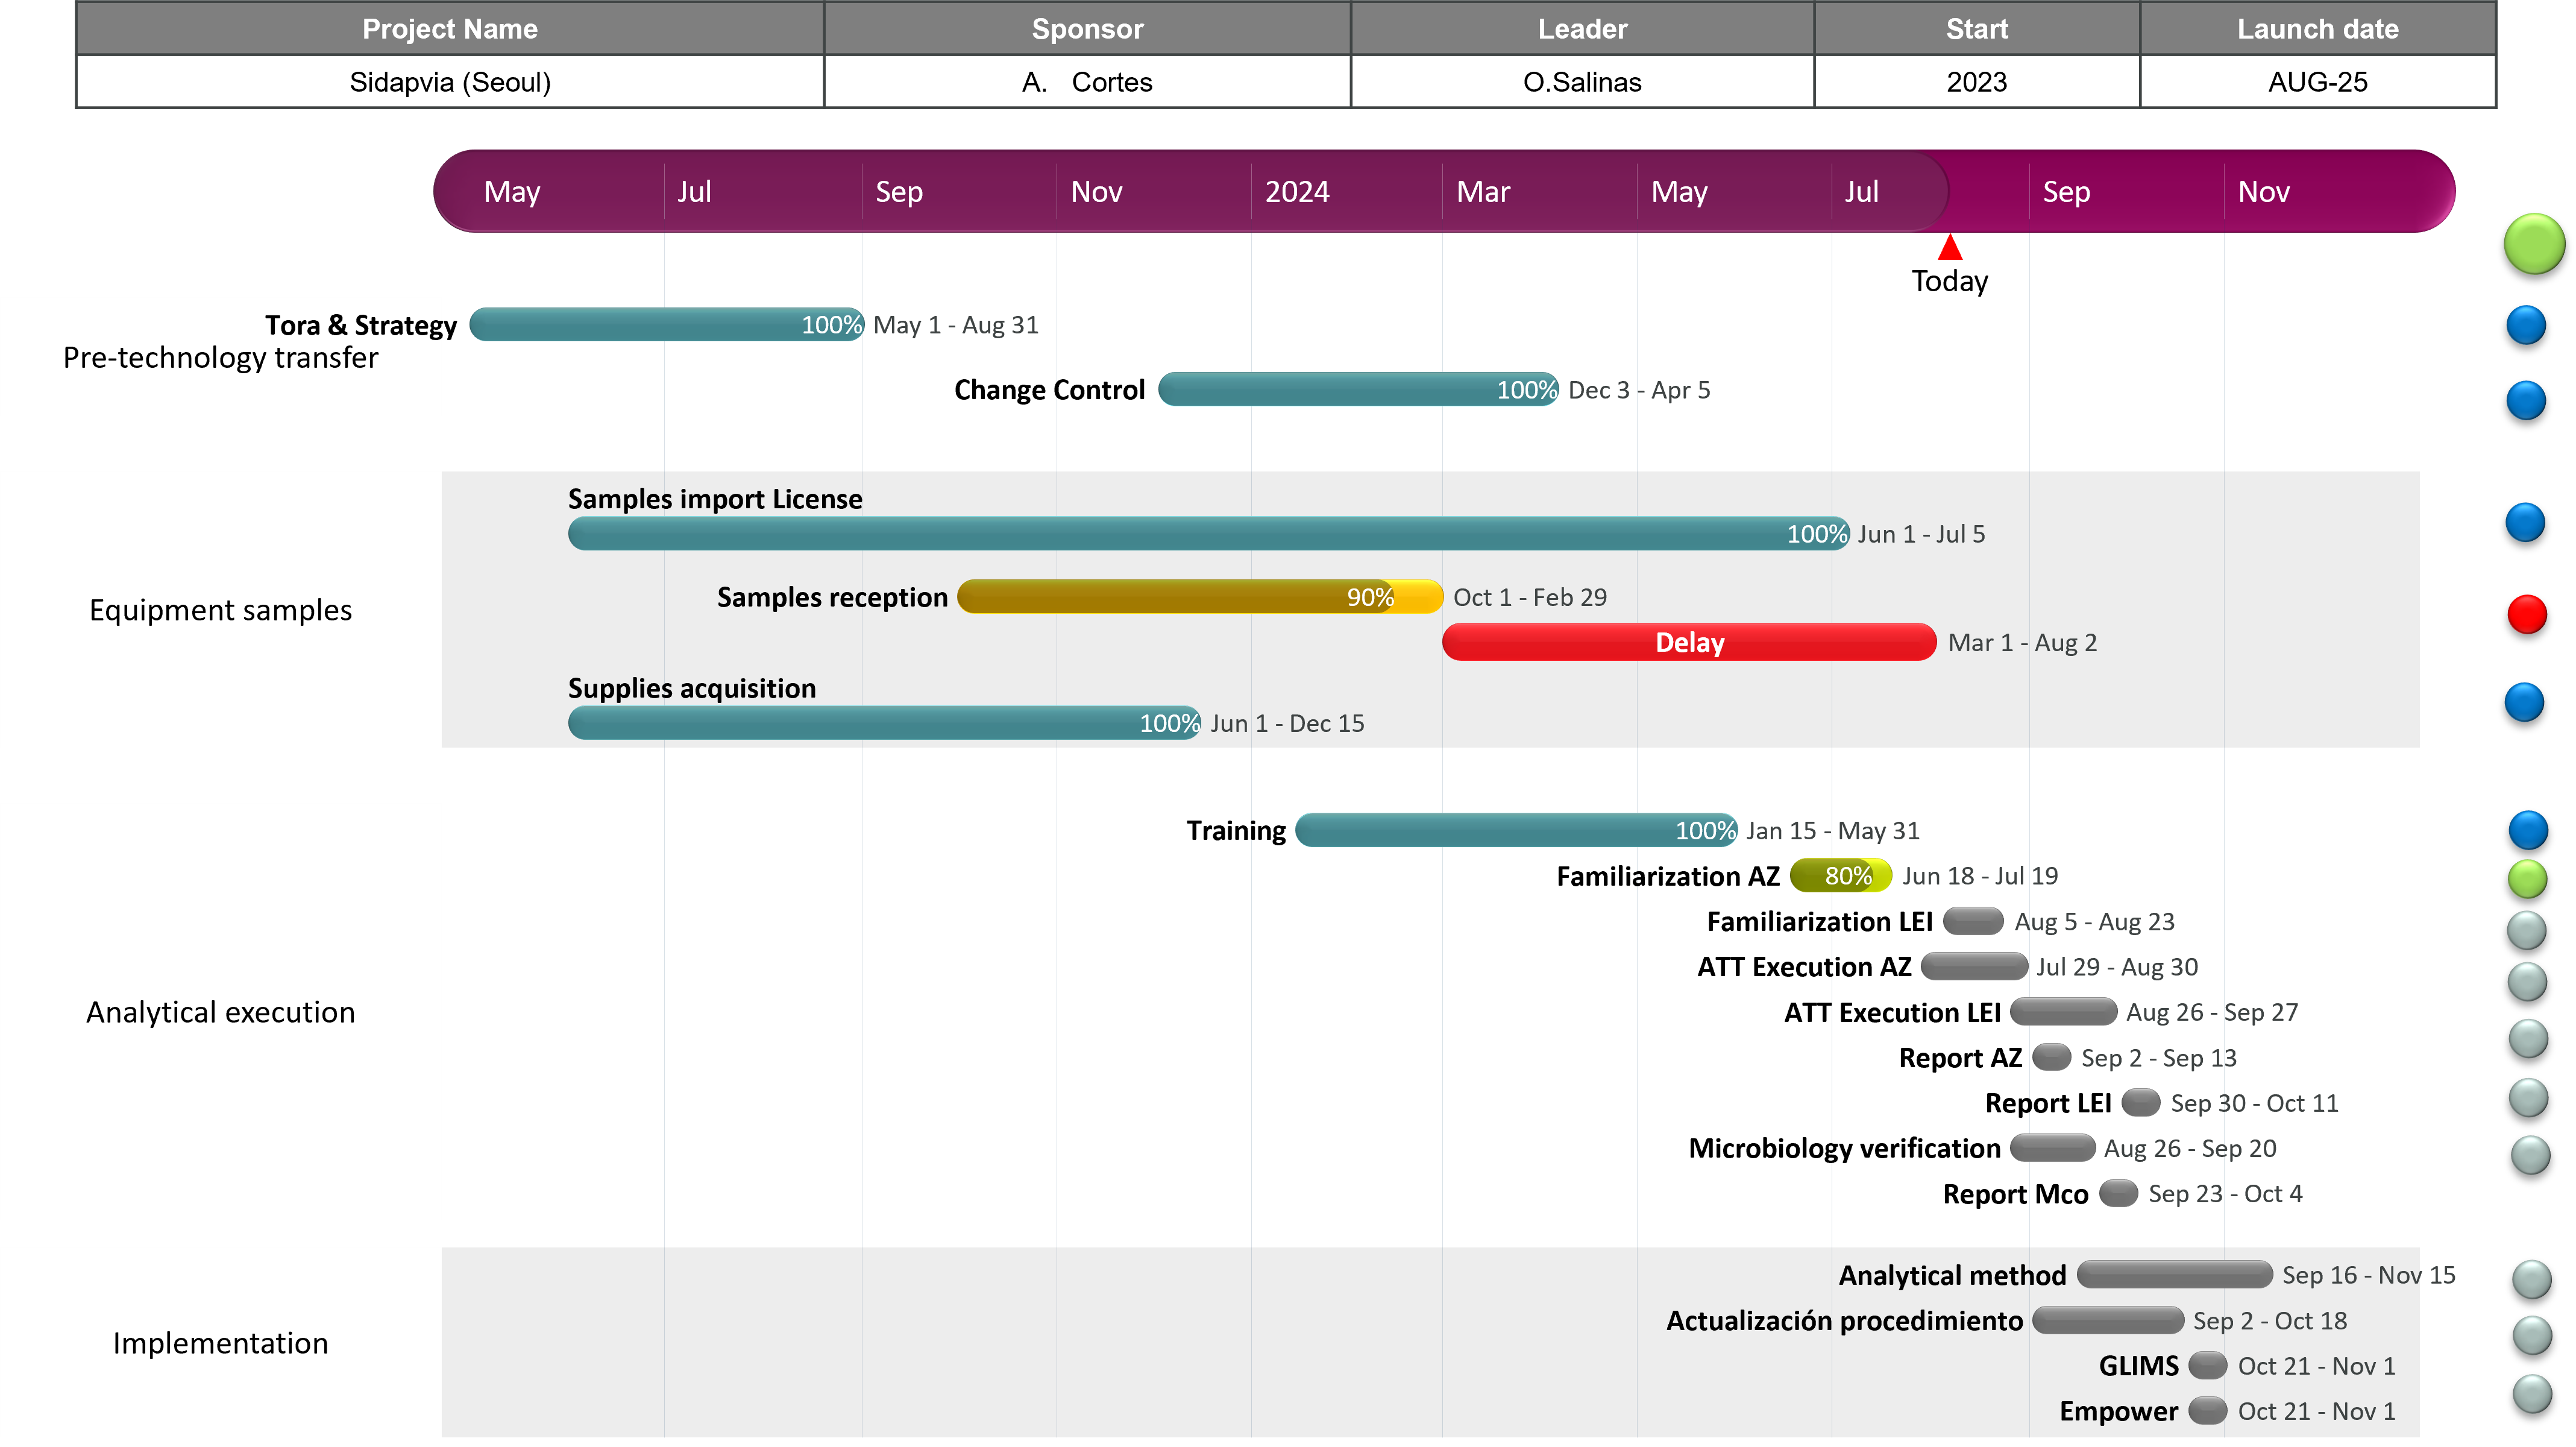 Project Name Sponsor Leader Start Launch date
Sidapvia (Seoul) A. Cortes O.Salinas 2023 AUG-25
May Jul Sep Nov 2024 Mar May Jul Sep Nov
Today
Tora & Strategy 100% May 1 - Aug 31
Pre-technology transfer
Change Control 100% Dec 3 - Apr 5
Samples import License
100% Jun 1 - Jul 5
Equipment samples
Samples reception 90% Oct 1 - Feb 29
Delay Mar 1 - Aug 2
Supplies acquisition
100% Jun 1 - Dec 15
Training 100% Jan 15 - May 31
Familiarization AZ 80% Jun 18 - Jul 19
Familiarization LEI Aug 5 - Aug 23
ATT Execution AZ Jul 29 - Aug 30
Analytical execution
ATT Execution LEI Aug 26 - Sep 27
Report AZ Sep 2 - Sep 13
Report LEI Sep 30 - Oct 11
Microbiology verification Aug 26 - Sep 20
Report Mco Sep 23 - Oct 4
Analytical method Sep 16 - Nov 15
Actualización procedimiento Sep 2 - Oct 18
Implementation
GLIMS Oct 21 - Nov 1
Empower Oct 21 - Nov 1